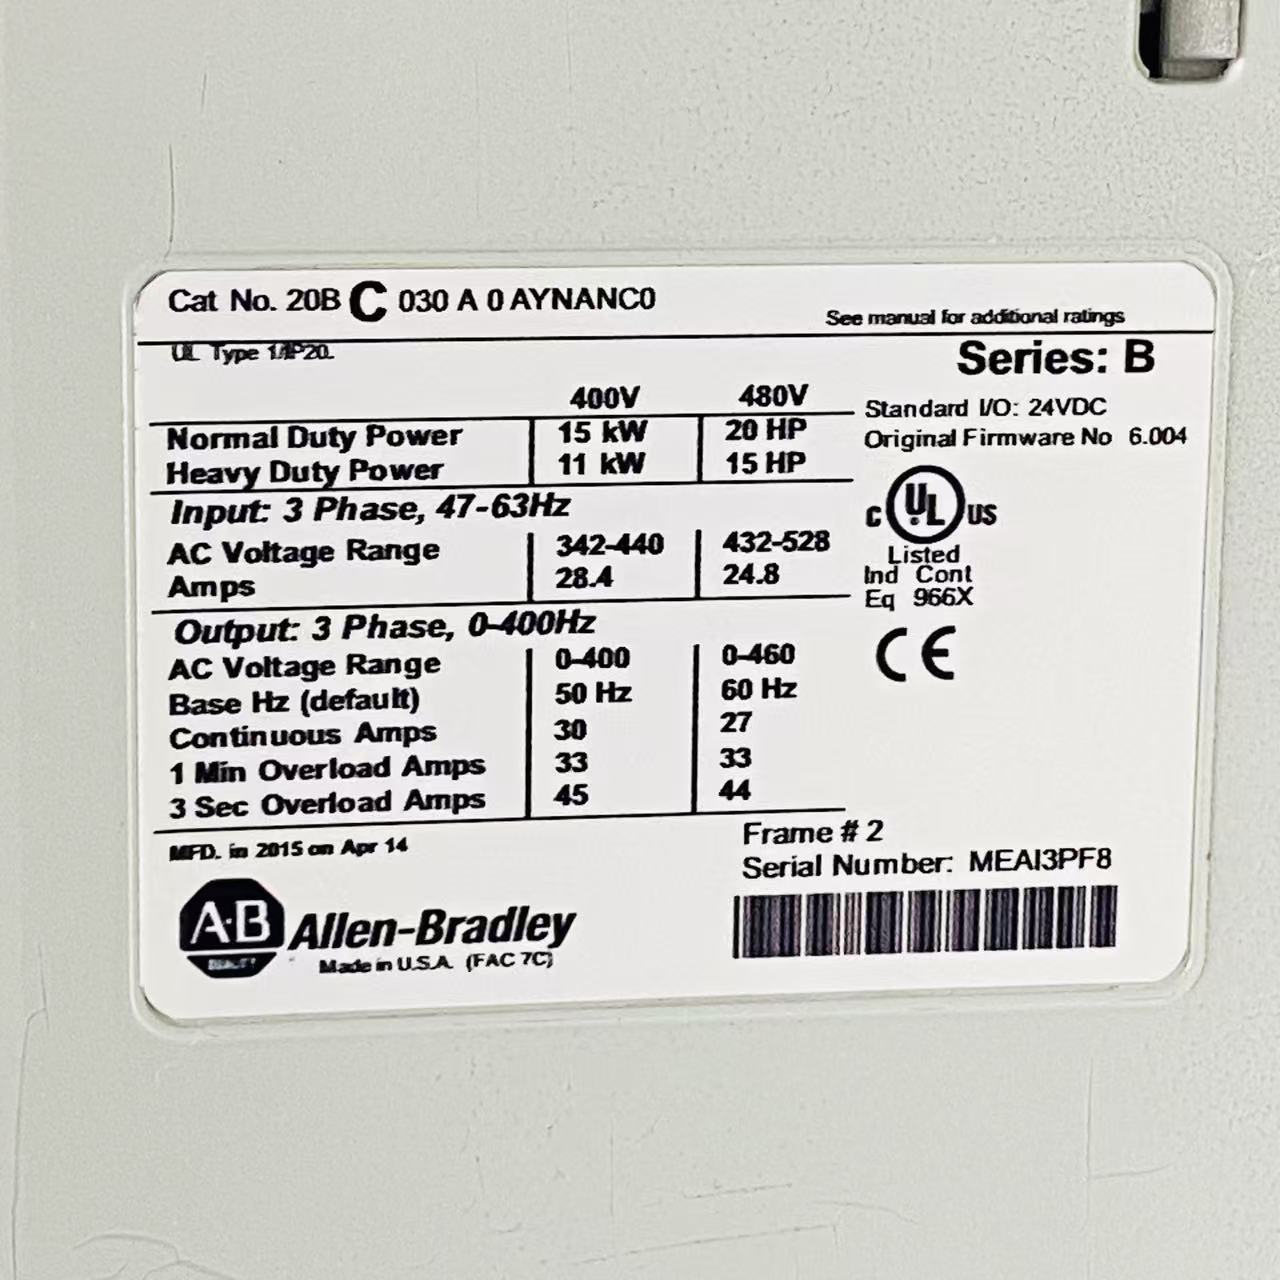 Cat No. 20B C 030 A 0 AYNANC0
See manual for additional ratings
UL Type 1/IP20.
Series: B
400V 480V
Standard I/O: 24VDC
Normal Duty Power 15 kW 20 HP
Original Firmware No 6.004
Heavy Duty Power 11 kW 15 HP
Input: 3 Phase, 47-63Hz
C UL US
AC Voltage Range 342-440 432-528
Listed
Amps 28.4 24.8
Ind Cont
Eq 966X
Output: 3 Phase, 0-400Hz
CE
AC Voltage Range 0-400 0-460
Base Hz (default) 50 Hz 60 Hz
Continuous Amps 30 27
1 Min Overload Amps 33 33
3 Sec Overload Amps 45 44
MFD. in 2015 on Apr 14
Frame # 2
Serial Number: MEAI3PF8
A·B
QUALITY
Allen-Bradley
Made in U.S.A. (FAC 7C)